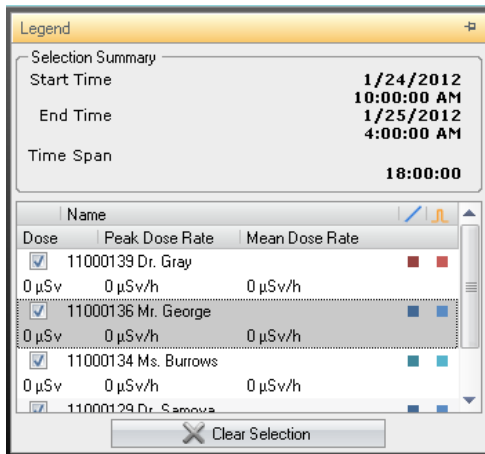 Legend
Selection Summary
Start Time 1/24/2012
10:00:00 AM
End Time 1/25/2012
4:00:00 AM
Time Span
18:00:00
Name
Dose Peak Dose Rate Mean Dose Rate
11000139 Dr. Gray
0 µSv 0 µSv/h 0 µSv/h
11000136 Mr. George
0 µSv 0 µSv/h 0 µSv/h
11000134 Ms. Burrows
0 µSv 0 µSv/h 0 µSv/h
11000129 Dr. Samoya
Clear Selection